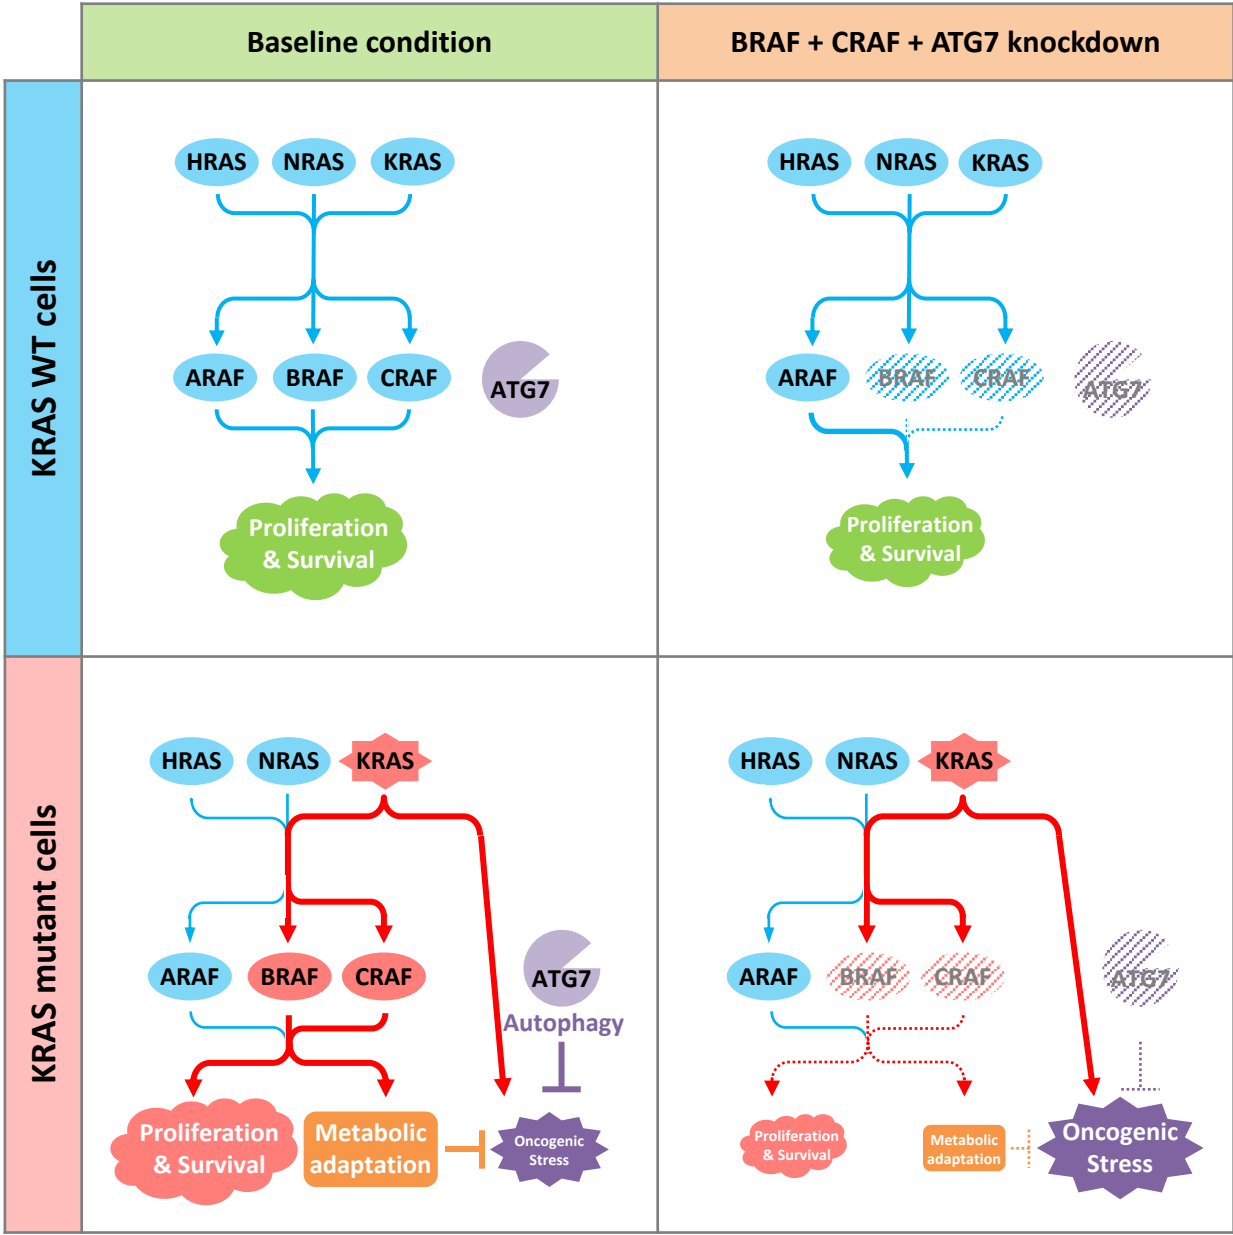 Baseline condition
BRAF + CRAF + ATG7 knockdown
KRAS WT cells
HRAS NRAS KRAS
ARAF BRAF CRAF ATG7
Proliferation
& Survival
HRAS NRAS KRAS
ARAF BRAF CRAF ATG7
Proliferation
& Survival
KRAS mutant cells
HRAS NRAS KRAS
ARAF BRAF CRAF ATG7
Autophagy
Proliferation
& Survival
Metabolic
adaptation
Oncogenic
Stress
HRAS NRAS KRAS
ARAF BRAF CRAF ATG7
Proliferation
& Survival
Metabolic
adaptation
Oncogenic
Stress